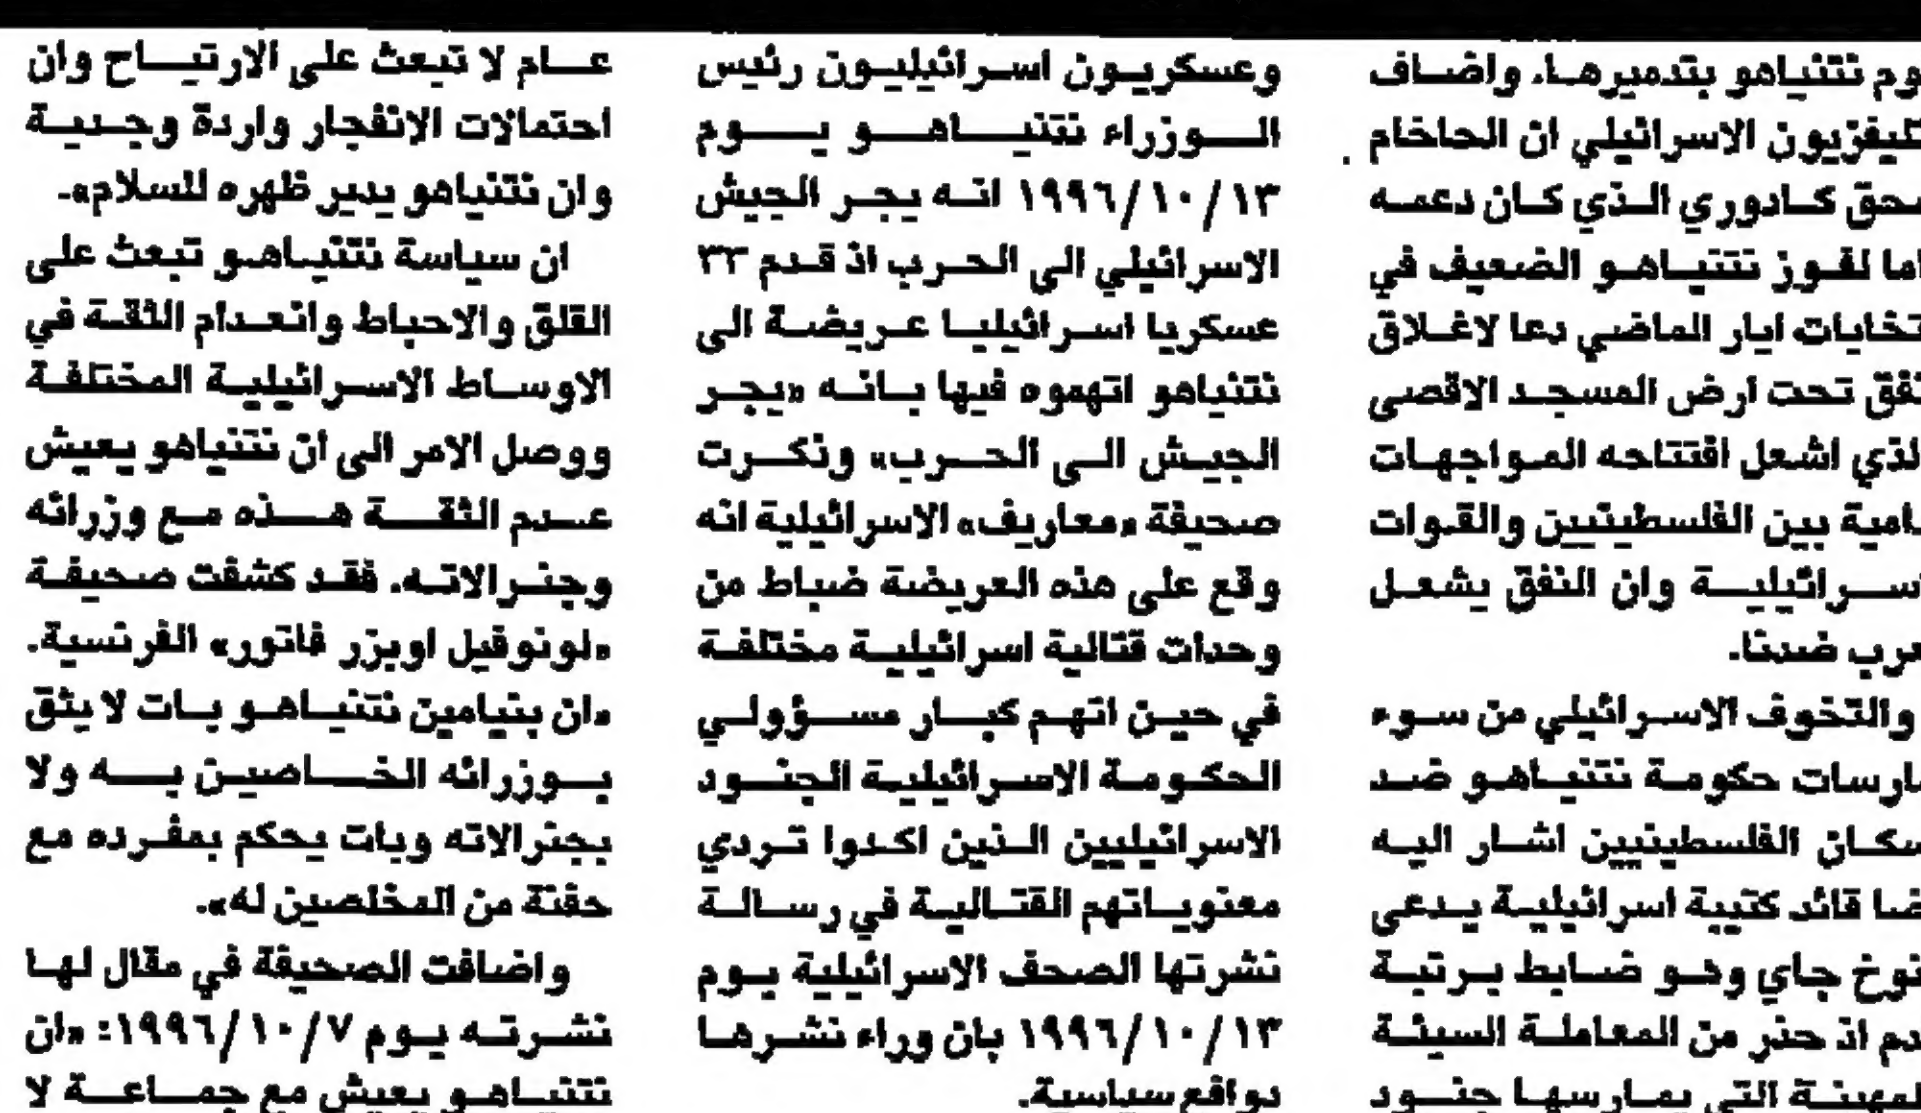 وم نتنياهو بتدميرها. واضاف
الاسرائيلي ان الحاخام
كادوري الذي كان دعمه
لفوز نتنياهو الضعيف في
ايار الماضي دعا لاغلاق
تحت ارض المسجد الاقصى
اشعل افتتاحه المواجهات
بين الفلسطينيين والقوات
وان النفق يشعل
ضدنا.
والتخوف الاسرائيلي من سوء
حكومة نتنياهو ضد
الفلسطينيين اشار اليه
قائد كتيبة اسرائيلية يدعى
جاي وهو ضابط برتبة
اذ حذر من المعاملة السيئة
التي يمارسها جنود
وعسكريون اسرائيليون رئيس
الوزراء نتنياهو يوم
١٩٩٦/١٠/١٣ انه يجر الجيش
الاسرائيلي الى الحرب اذ قدم ٣٣
عسكريا اسرائيليا عريضة الى
نتنياهو اتهموه فيها بانه «يجر
الجيش الى الحرب» وذكرت
صحيفة «معاريف» الاسرائيلية انه
وقع على هذه العريضة ضباط من
وحدات قتالية اسرائيلية مختلفة
في حين اتهم كبار مسؤولي
الحكومة الاسرائيلية الجنود
الاسرائيليين الذين اكدوا تردي
معنوياتهم القتالية في رسالة
نشرتها الصحف الاسرائيلية يوم
١٩٩٦/١٠/١٣ بان وراء نشرها
دوافع سياسية.
عام لا تبعث على الارتياح وان
احتمالات الانفجار واردة وجدية
وان نتنياهو يدير ظهره للسلام».
ان سياسة نتنياهو تبعث على
القلق والاحباط وانعدام الثقة في
الاوساط الاسرائيلية المختلفة
ووصل الامر الى ان نتنياهو يعيش
عدم الثقة هذه مع وزرائه
وجنرالاته. فقد كشفت صحيفة
«لونوفيل اوبزر فاتور» الفرنسية.
«ان بنيامين نتنياهو بات لا يثق
بوزرائه الخاصين به ولا
بجنرالاته وبات يحكم بمفرده مع
حفنة من المخلصين له».
واضافت الصحيفة في مقال لها
نشرته يوم ١٩٩٦/١٠/٧: «ان
نتنياهو يعيش مع جماعة لا